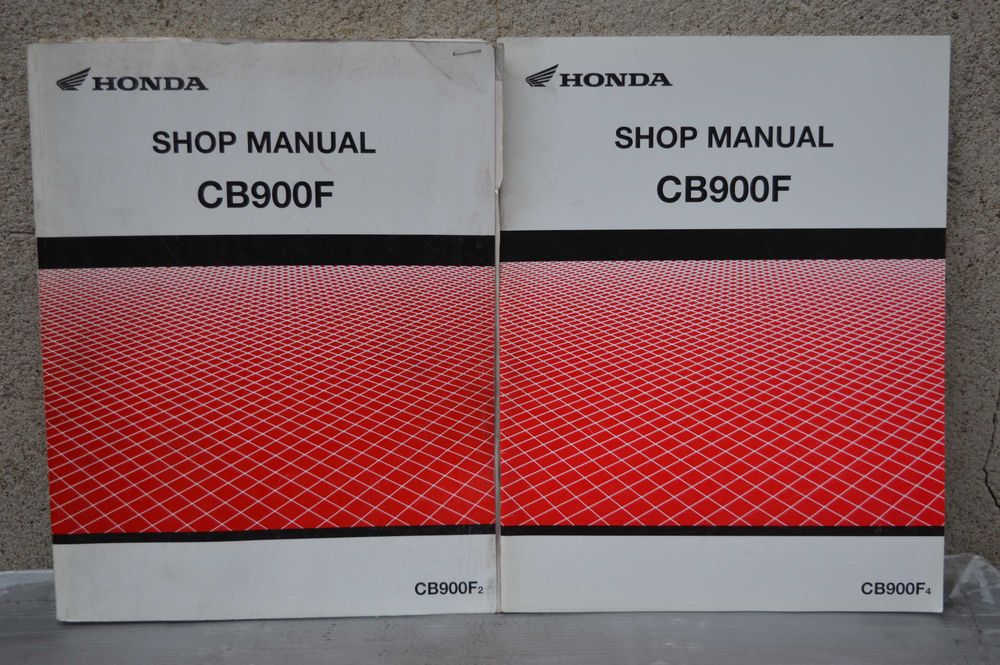 HONDA
SHOP MANUAL
CB900F
CB900F2
HONDA
SHOP MANUAL
CB900F
CB900F4